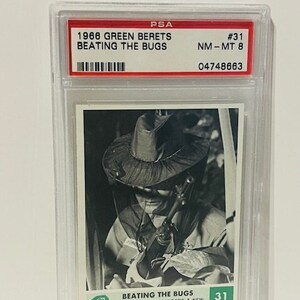 PSA
1966 GREEN BERETS #31
BEATING THE BUGS NM-MT 8
04748663
BEATING THE BUGS
31